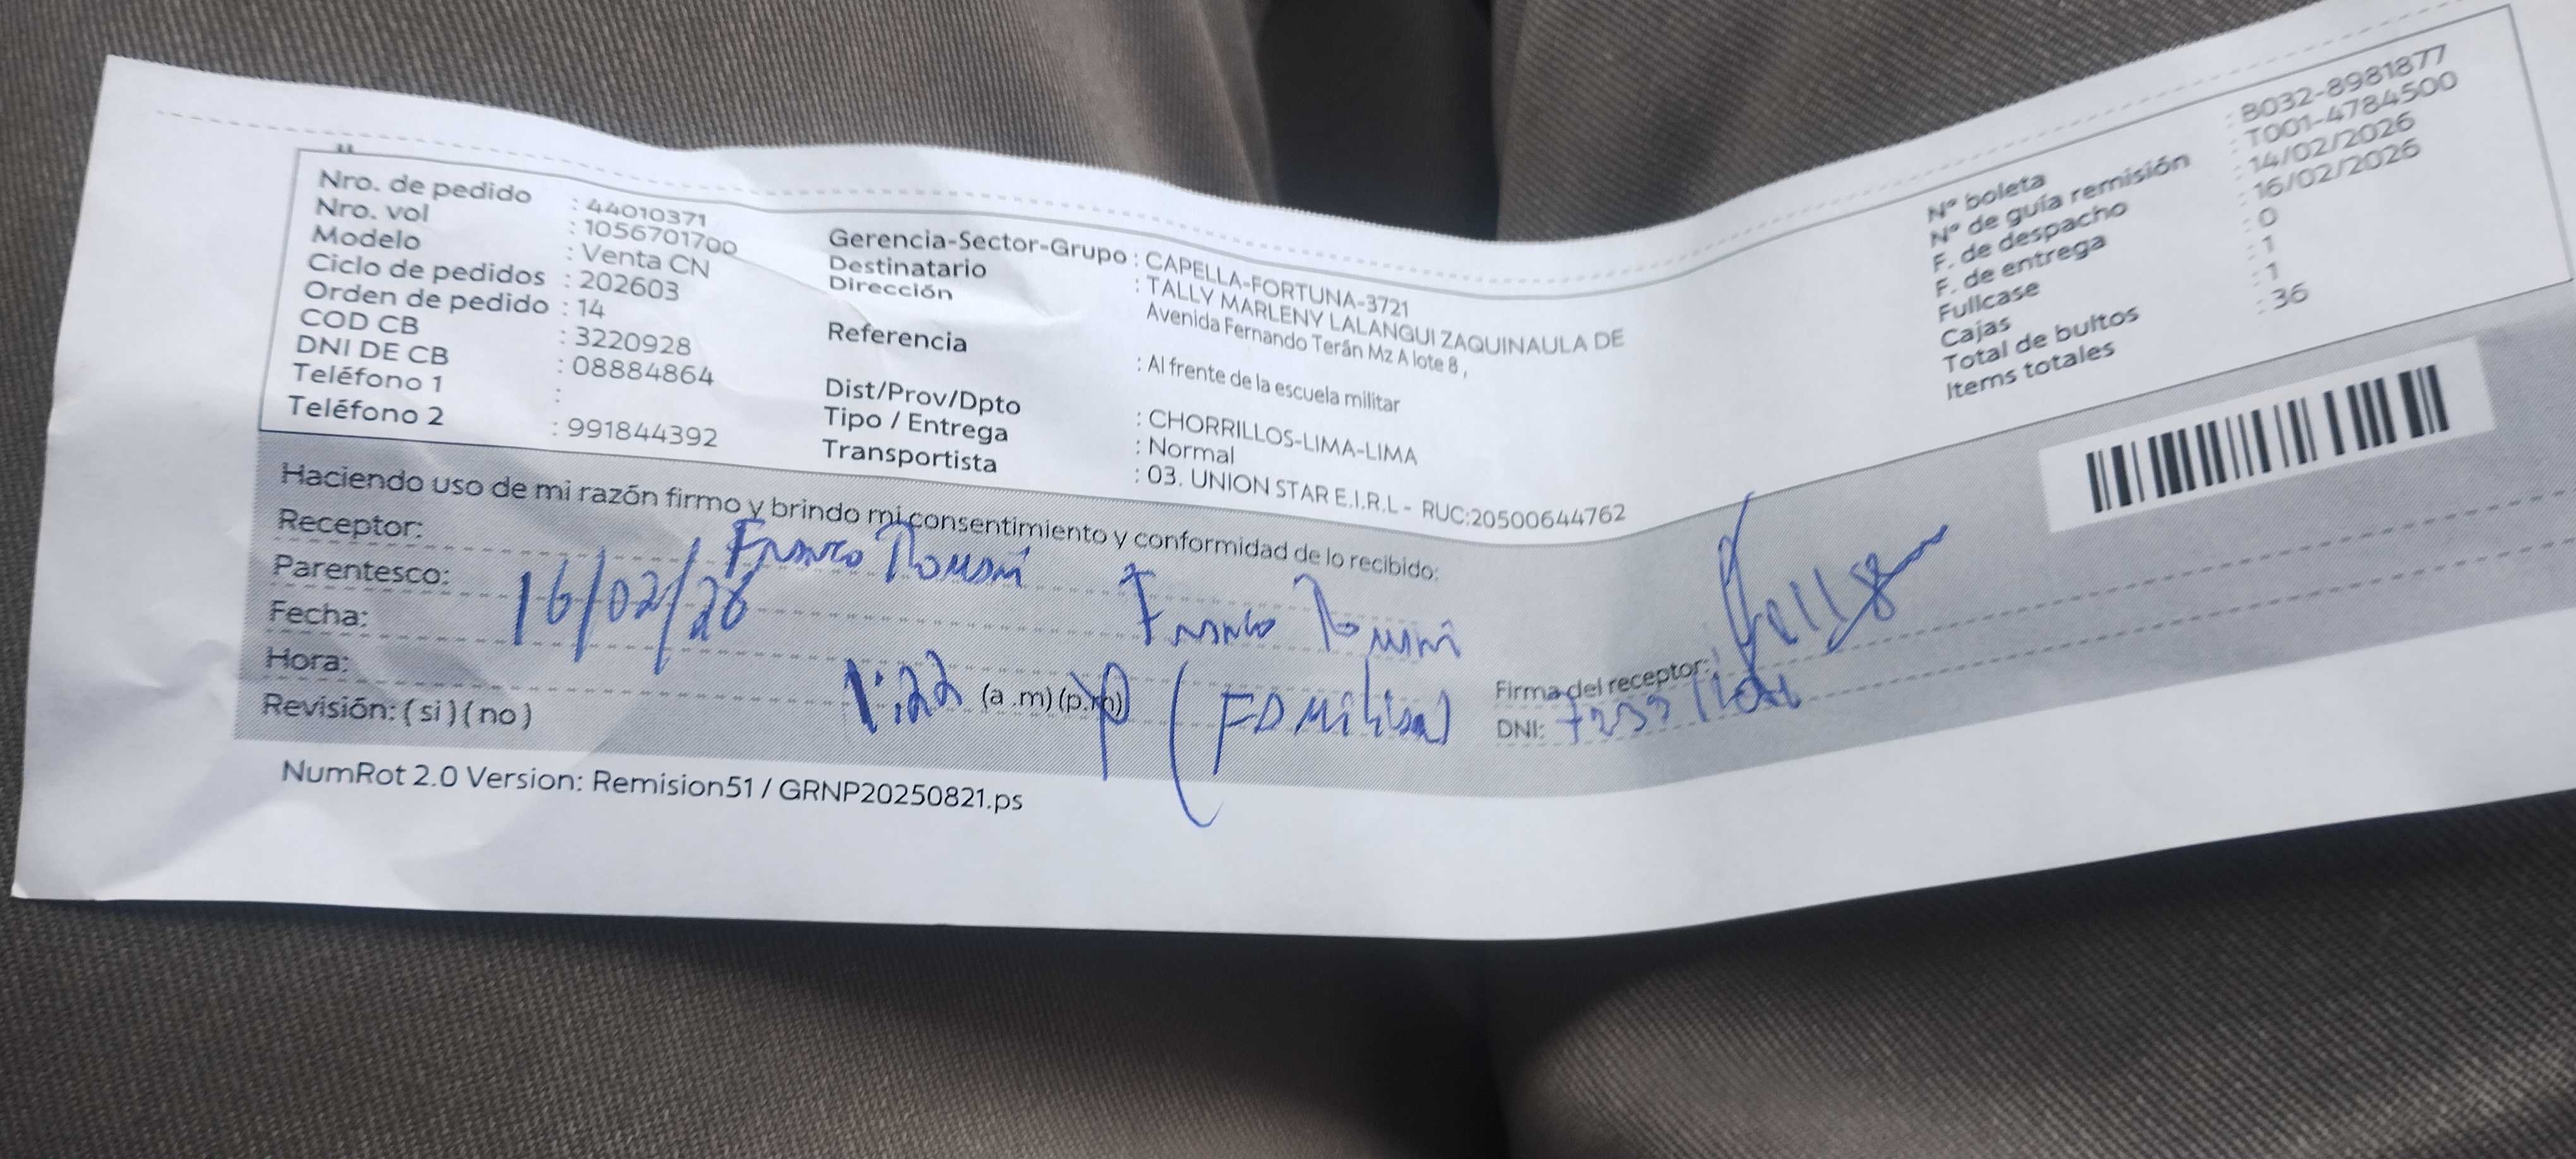 Nro. de pedido : 44010371
Nro. vol : 1056701700
Modelo : Venta CN
Ciclo de pedidos : 202603
Orden de pedido : 14
COD CB : 3220928
DNI DE CB : 08884864
Teléfono 1 :
Teléfono 2 : 991844392
Gerencia-Sector-Grupo : CAPELLA-FORTUNA-3721
Destinatario : TALLY MARLENY LALANGUI ZAQUINAULA DE
Dirección Avenida Fernando Terán Mz A lote 8 ,
Referencia : Al frente de la escuela militar
Dist/Prov/Dpto : CHORRILLOS-LIMA-LIMA
Tipo / Entrega : Normal
Transportista : 03. UNION STAR E.I.R.L - RUC:20500644762
N° boleta : B032-8981877
N° de guía remisión : T001-4784500
F. de despacho : 14/02/2026
F. de entrega : 16/02/2026
Fullcase : 0
Cajas : 1
Total de bultos : 1
Items totales : 36
Haciendo uso de mi razón firmo y brindo mi consentimiento y conformidad de lo recibido:
Receptor: Franco
Parentesco:
Fecha: 16/02/26 Franco
Hora: 1:22 (a .m) (p.m)
Revisión: ( si ) ( no )
Firma del receptor:
DNI:
NumRot 2.0 Version: Remision51 / GRNP20250821.ps